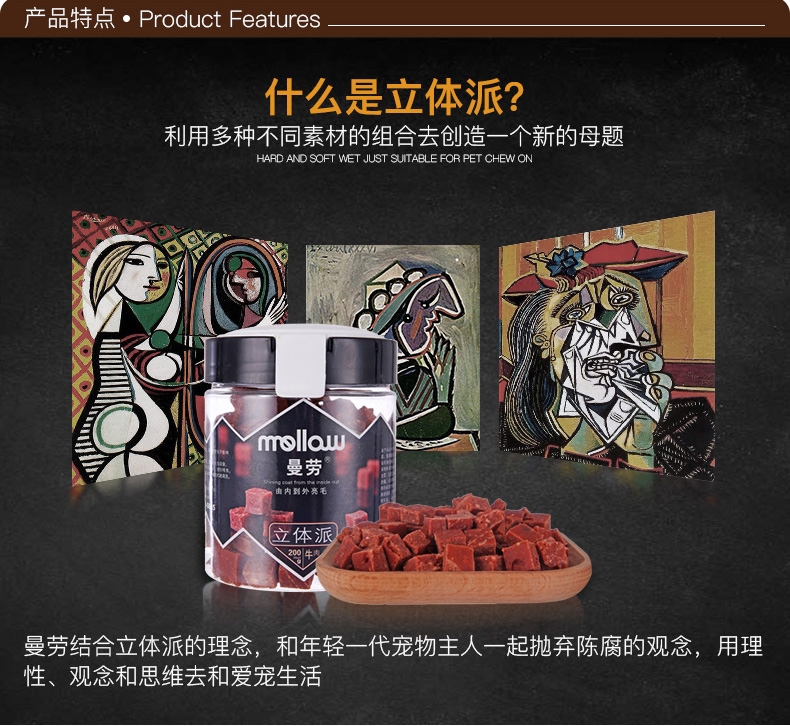 产品特点 • Product Features
什么是立体派?
利用多种不同素材的组合去创造一个新的母题
HARD AND SOFT WET JUST SUITABLE FOR PET CHEW ON
mellow
曼劳®
Shining coat from the inside out
由内到外亮毛
立体派
200g 牛肉
曼劳结合立体派的理念，和年轻一代宠物主人一起抛弃陈腐的观念，用理
性、观念和思维去和爱宠生活